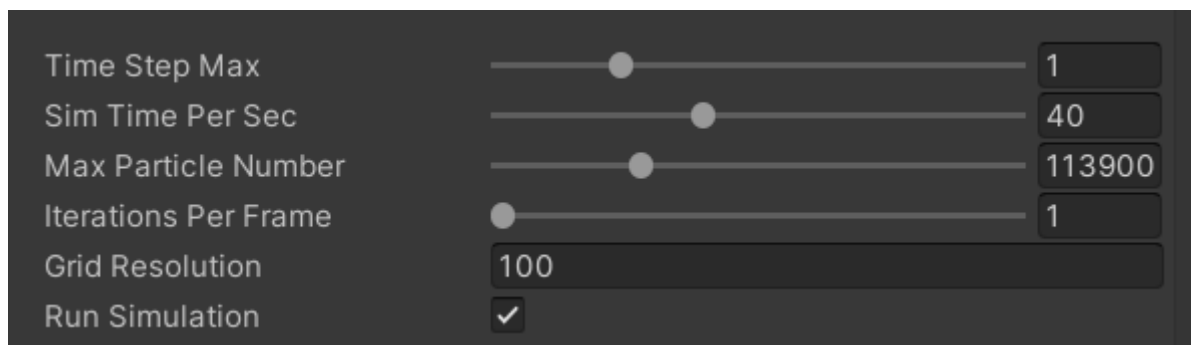 Time Step Max 1
Sim Time Per Sec 40
Max Particle Number 113900
Iterations Per Frame 1
Grid Resolution 100
Run Simulation